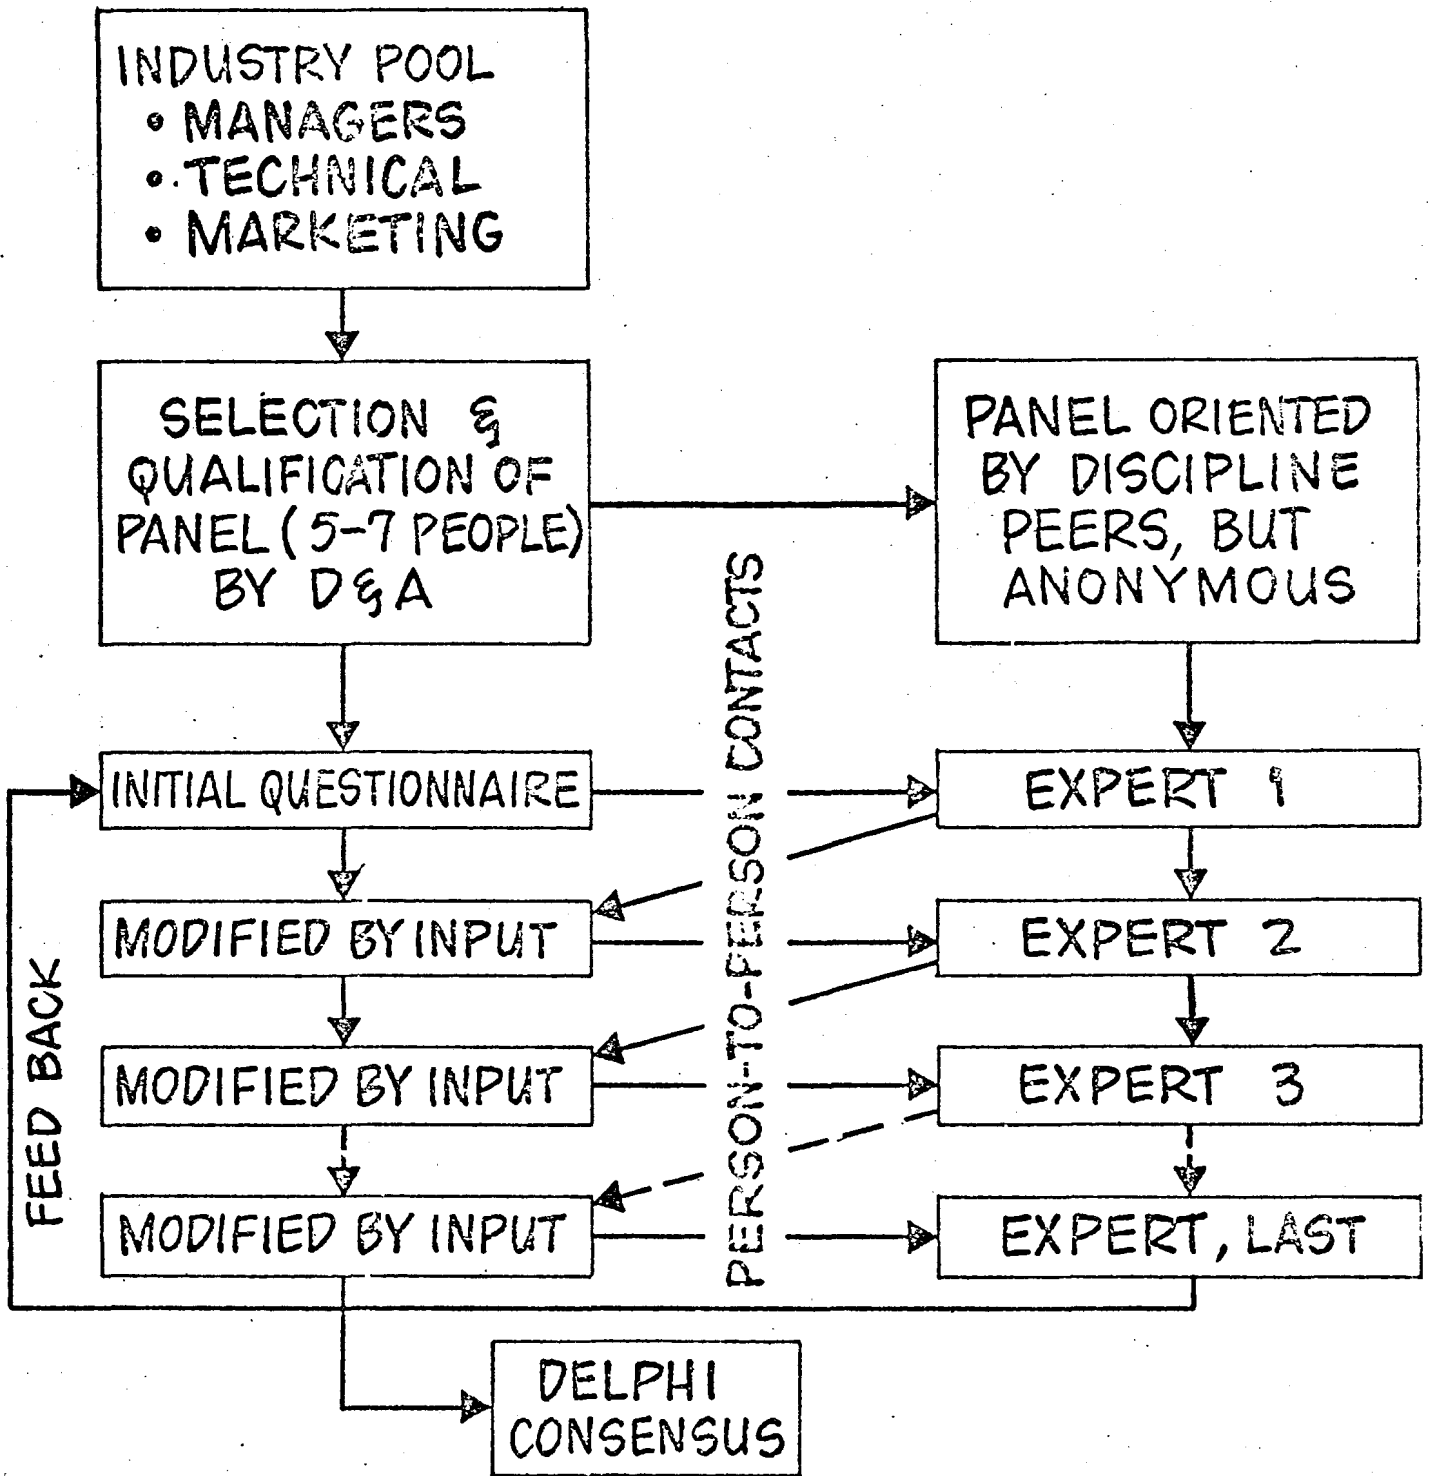 INDUSTRY POOL
• MANAGERS
• TECHNICAL
• MARKETING
SELECTION &
QUALIFICATION OF
PANEL (5-7 PEOPLE)
BY D&A
PANEL ORIENTED
BY DISCIPLINE
PEERS, BUT
ANONYMOUS
PERSON-TO-PERSON CONTACTS
INITIAL QUESTIONNAIRE
EXPERT 1
MODIFIED BY INPUT
EXPERT 2
MODIFIED BY INPUT
EXPERT 3
MODIFIED BY INPUT
EXPERT, LAST
FEED BACK
DELPHI
CONSENSUS